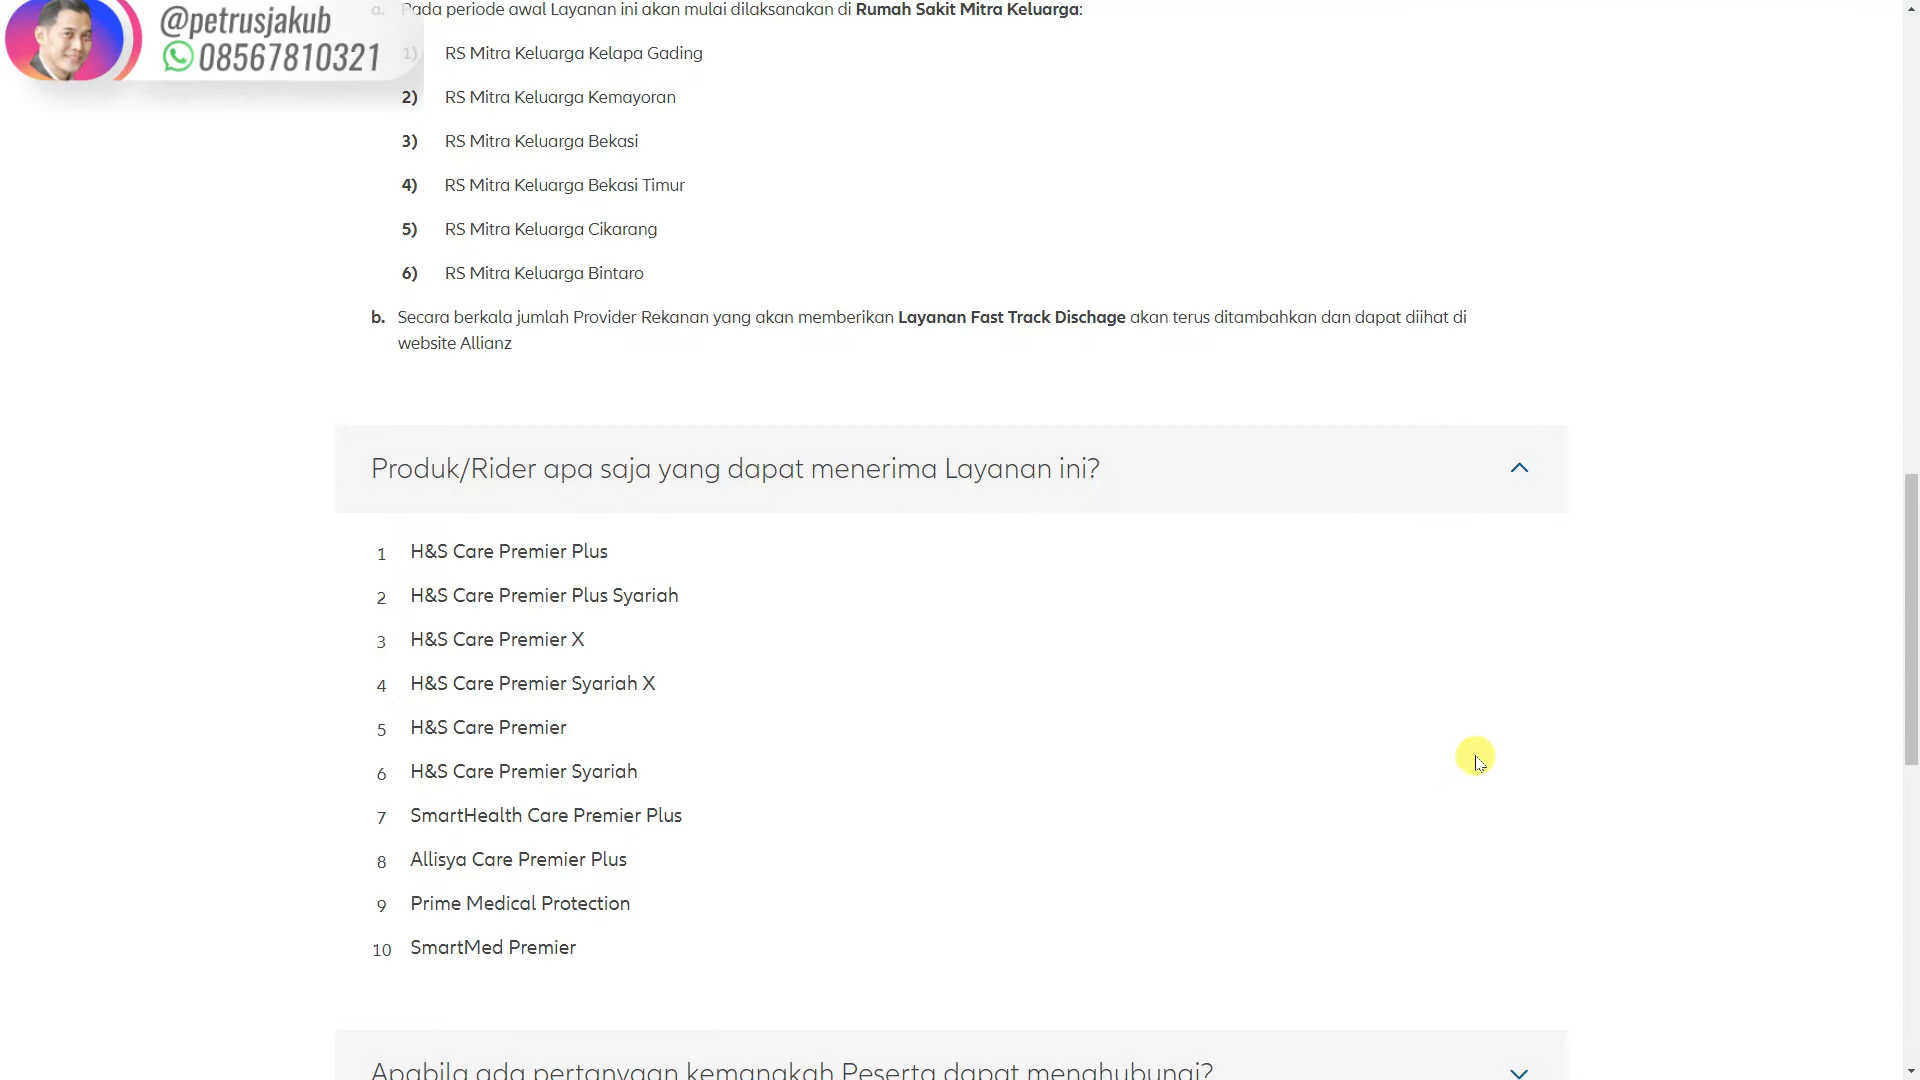 @petrusjakub
08567810321
a. Pada periode awal Layanan ini akan mulai dilaksanakan di Rumah Sakit Mitra Keluarga:
1) RS Mitra Keluarga Kelapa Gading
2) RS Mitra Keluarga Kemayoran
3) RS Mitra Keluarga Bekasi
4) RS Mitra Keluarga Bekasi Timur
5) RS Mitra Keluarga Cikarang
6) RS Mitra Keluarga Bintaro
b. Secara berkala jumlah Provider Rekanan yang akan memberikan Layanan Fast Track Dischage akan terus ditambahkan dan dapat diihat di
website Allianz
Produk/Rider apa saja yang dapat menerima Layanan ini?
1 H&S Care Premier Plus
2 H&S Care Premier Plus Syariah
3 H&S Care Premier X
4 H&S Care Premier Syariah X
5 H&S Care Premier
6 H&S Care Premier Syariah
7 SmartHealth Care Premier Plus
8 Allisya Care Premier Plus
9 Prime Medical Protection
10 SmartMed Premier
Apabila ada pertanyaan kemanakah Peserta dapat menghubungi?